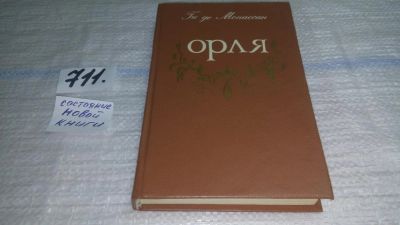 711.
состояние
новой
книги
Ги де Мопассан
орля